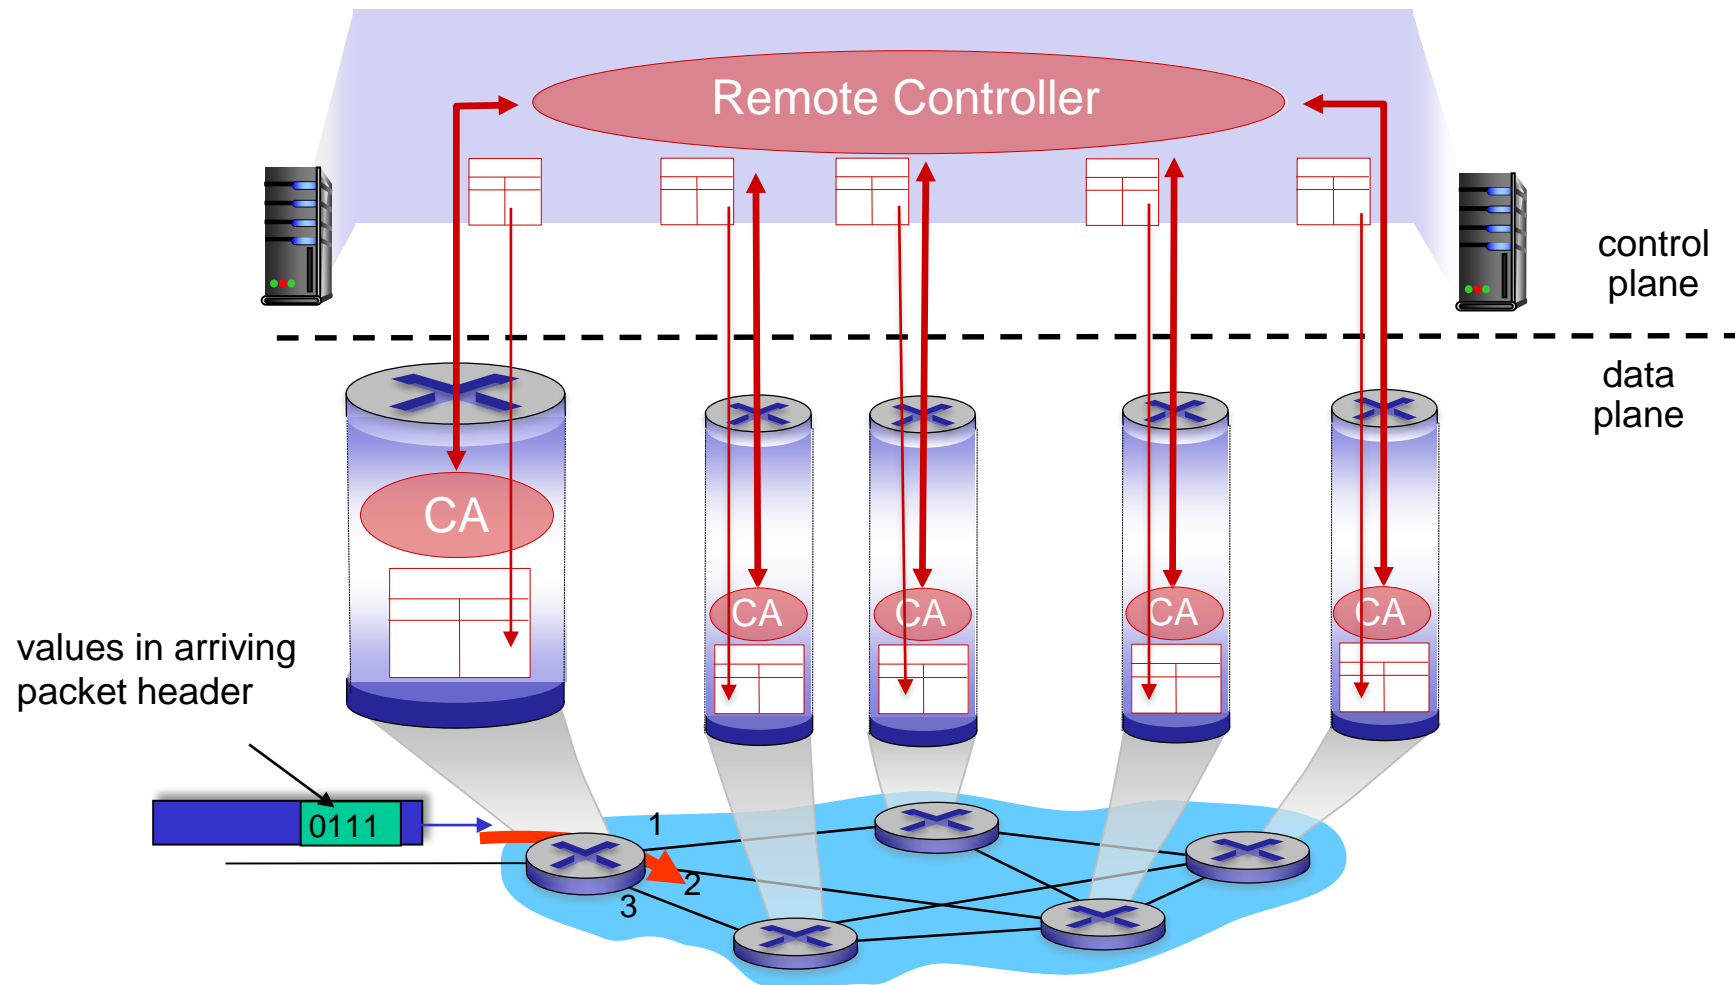 Remote Controller
control
plane
data
plane
CA
CA
CA
CA
CA
values in arriving
packet header
0111
1
2
3